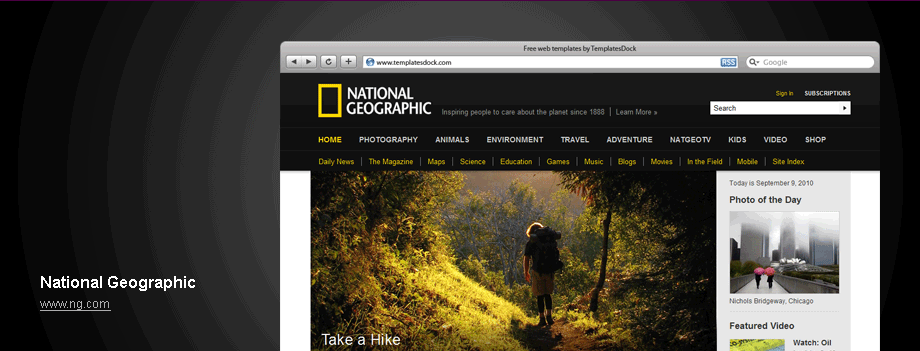 Free web templates by TemplatesDock
www.templatesdock.com
RSS
Google
NATIONAL
GEOGRAPHIC
Inspiring people to care about the planet since 1888 | Learn More »
Sign In
SUBSCRIPTIONS
Search
HOME PHOTOGRAPHY ANIMALS ENVIRONMENT TRAVEL ADVENTURE NATGEOTV KIDS VIDEO SHOP
Daily News | The Magazine | Maps | Science | Education | Games | Music | Blogs | Movies | In the Field | Mobile | Site Index
Today is September 9, 2010
Photo of the Day
Nichols Bridgeway, Chicago
Featured Video
Watch: Oil
Take a Hike
National Geographic
www.ng.com